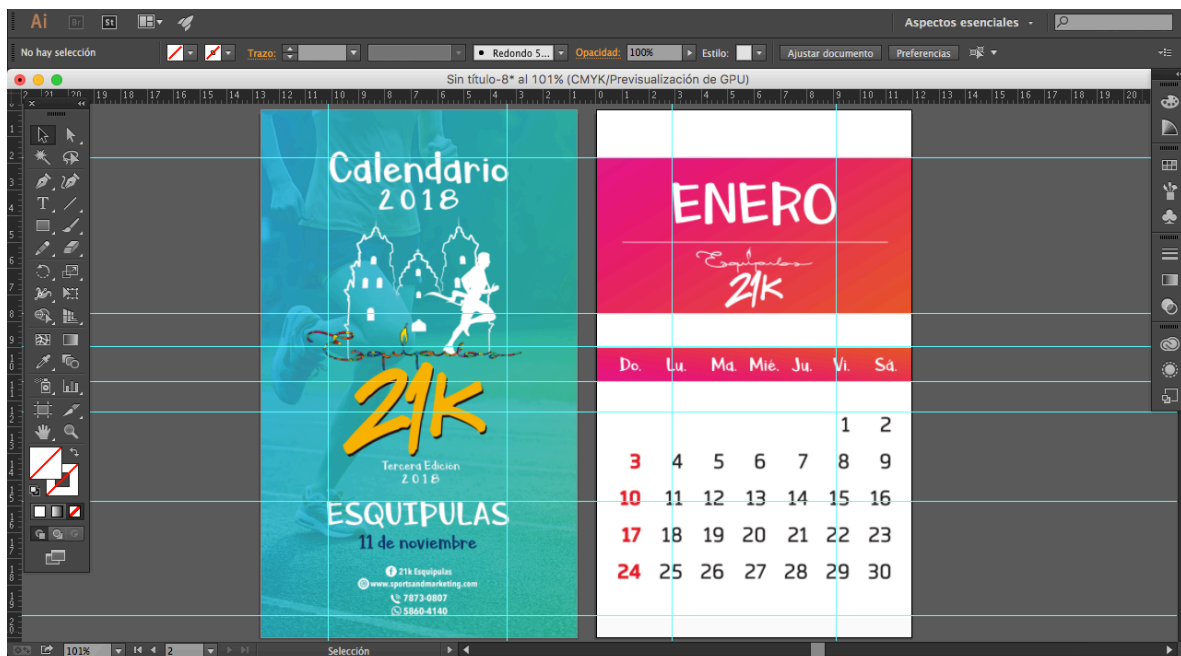 Ai Br St Aspectos esenciales
No hay selección Trazo: Redondo 5... Opacidad: 100% Estilo: Ajustar documento Preferencias
Sin título-8* al 101% (CMYK/Previsualización de GPU)
Calendario
2018
Esquipulas
21K
Tercera Edición
2018
ESQUIPULAS
11 de noviembre
21k Esquipulas
www.sportsandmarketing.com
7873-0807
5860-4140
ENERO
Esquipulas
21K
Do. Lu. Ma. Mié. Ju. Vi. Sá.
1 2
3 4 5 6 7 8 9
10 11 12 13 14 15 16
17 18 19 20 21 22 23
24 25 26 27 28 29 30
101% 2 Selección